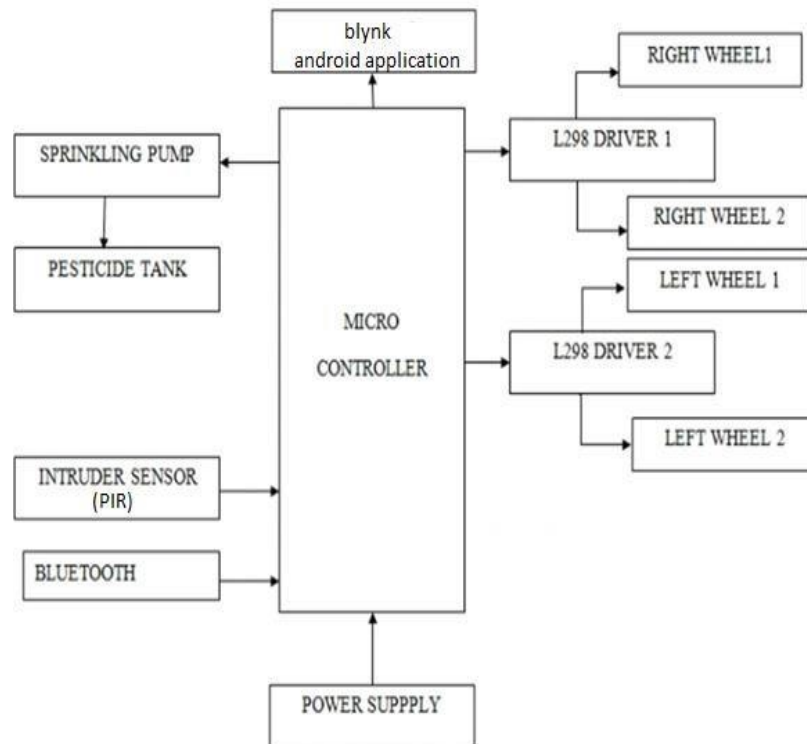 blynk
android application
RIGHT WHEEL1
L298 DRIVER 1
SPRINKLING PUMP
RIGHT WHEEL 2
PESTICIDE TANK
LEFT WHEEL 1
MICRO
CONTROLLER
L298 DRIVER 2
LEFT WHEEL 2
INTRUDER SENSOR
(PIR)
BLUETOOTH
POWER SUPPPLY